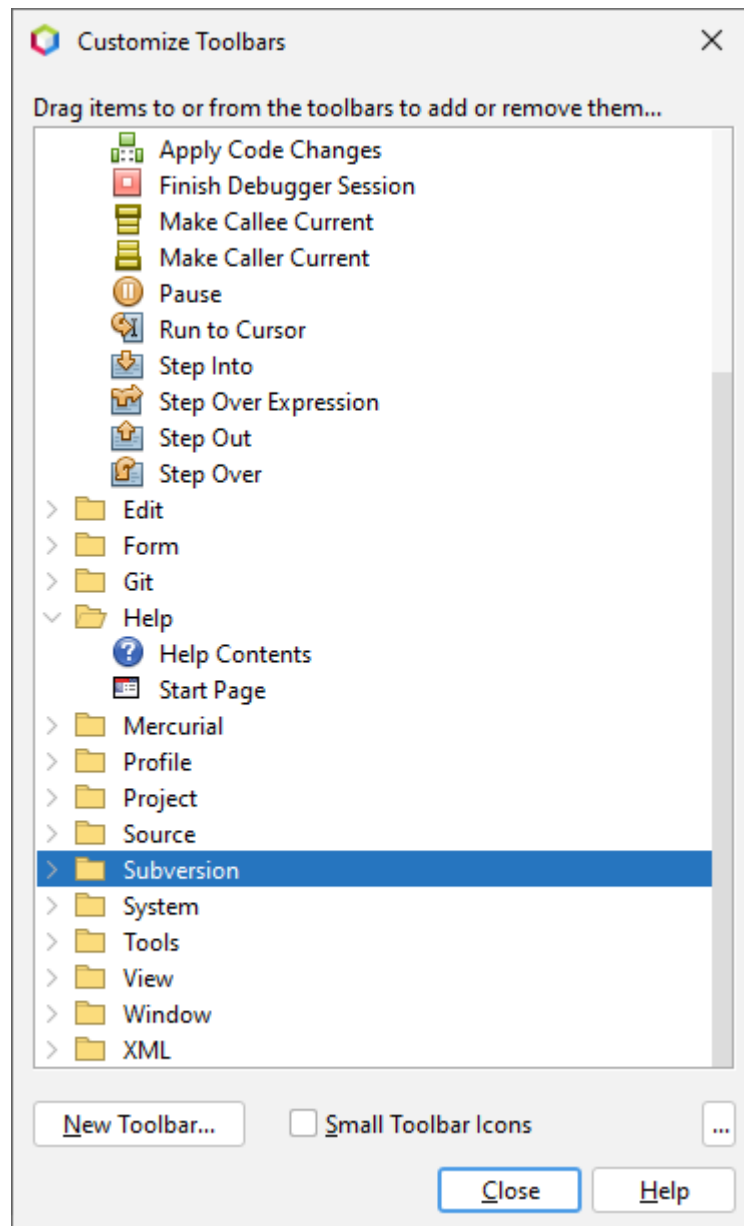 Customize Toolbars
Drag items to or from the toolbars to add or remove them...
Apply Code Changes
Finish Debugger Session
Make Callee Current
Make Caller Current
Pause
Run to Cursor
Step Into
Step Over Expression
Step Out
Step Over
Edit
Form
Git
Help
Help Contents
Start Page
Mercurial
Profile
Project
Source
Subversion
System
Tools
View
Window
XML
New Toolbar... Small Toolbar Icons ...
Close Help